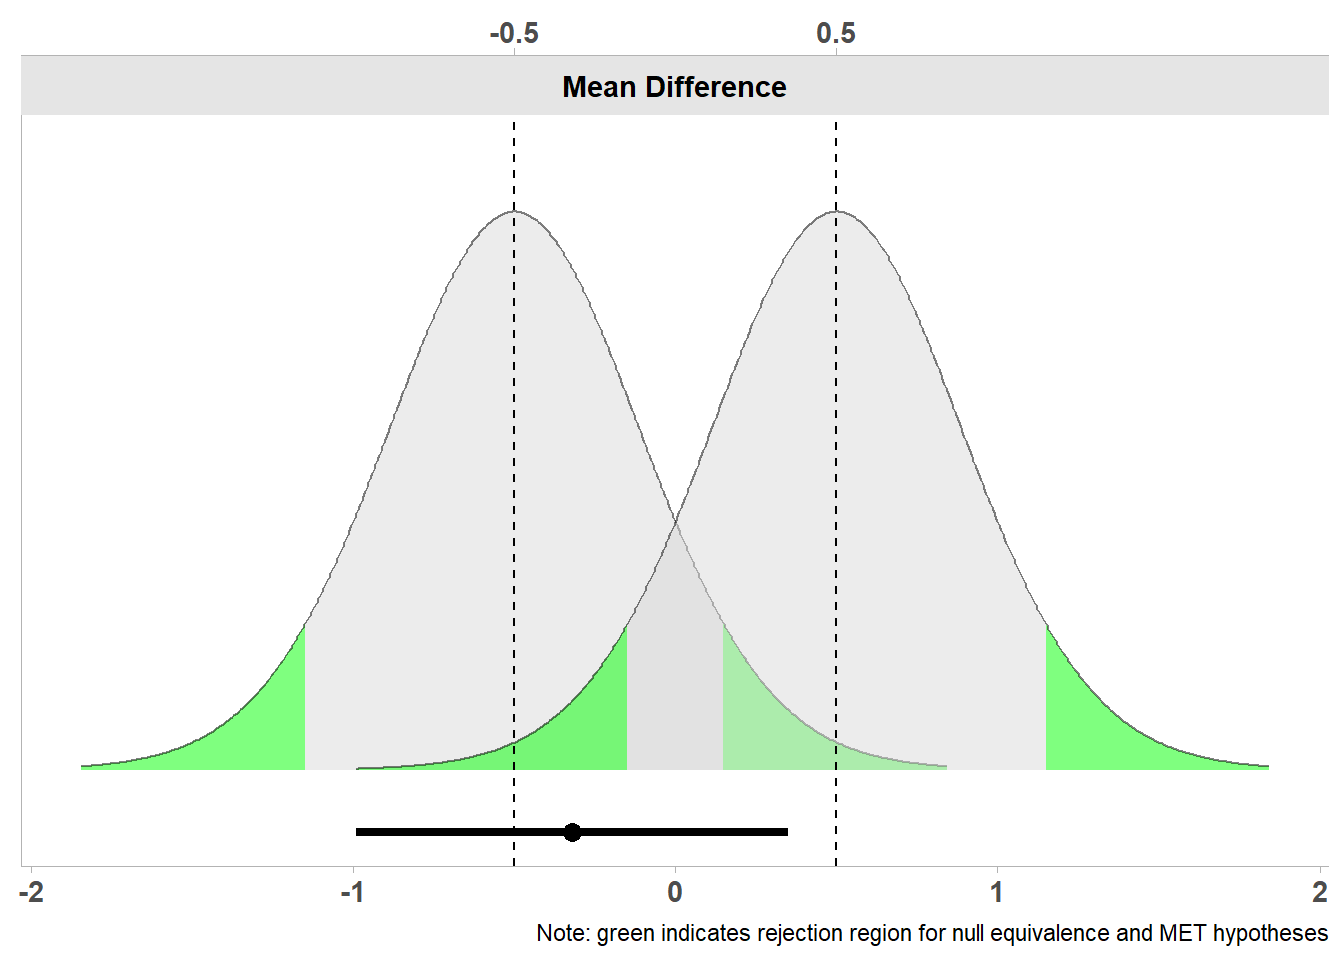 -0.5 0.5
Mean Difference
-2 -1 0 1 2
Note: green indicates rejection region for null equivalence and MET hypotheses